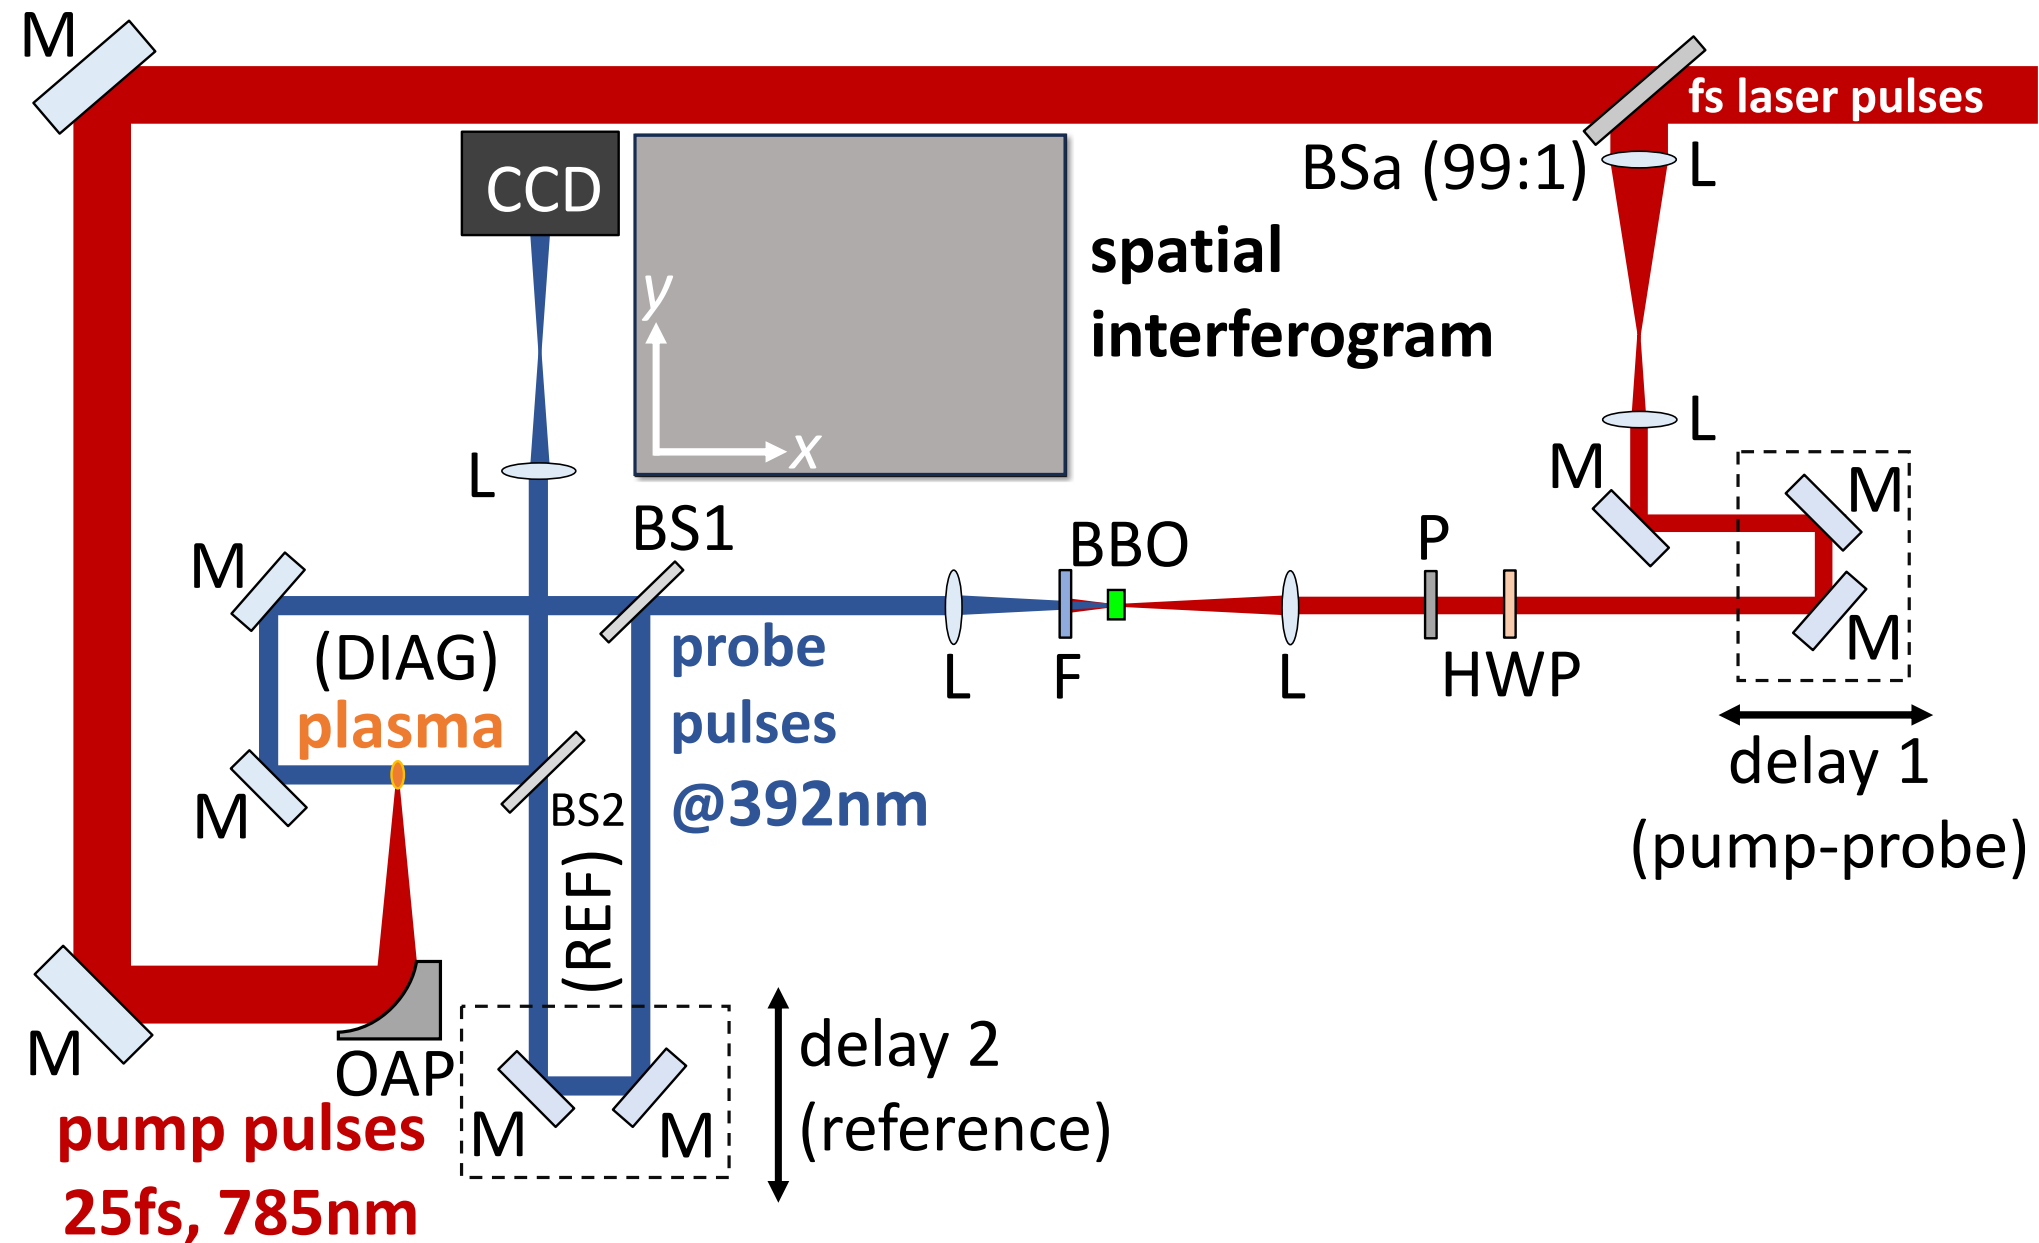 M
fs laser pulses
CCD
BSa (99:1)
L
y
x
spatial
interferogram
L
M
M
L
BS1
M
BBO
P
(DIAG)
plasma
probe
pulses
@392nm
L
F
L
HWP
M
M
BS2
delay 1
(pump-probe)
(REF)
M
OAP
delay 2
(reference)
M
M
pump pulses
25fs, 785nm